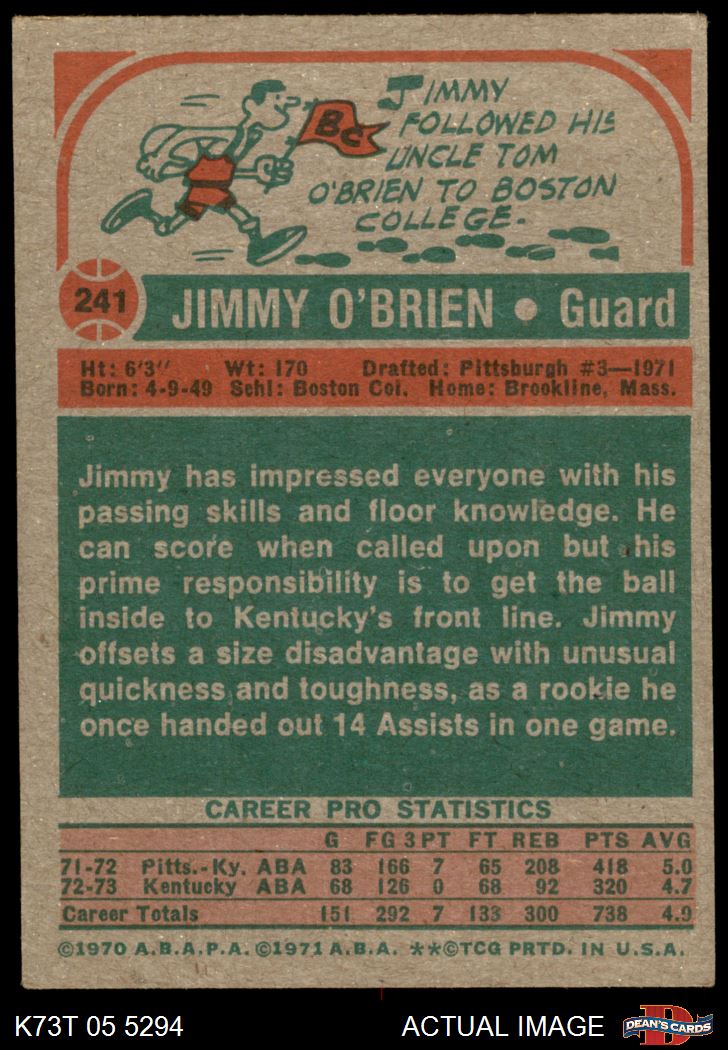 BC
JIMMY
FOLLOWED HIS
UNCLE TOM
O'BRIEN TO BOSTON
COLLEGE.
241
JIMMY O'BRIEN • Guard
Ht: 6'3" Wt: 170 Drafted: Pittsburgh #3—1971
Born: 4-9-49 Schl: Boston Col. Home: Brookline, Mass.
Jimmy has impressed everyone with his
passing skills and floor knowledge. He
can score when called upon but his
prime responsibility is to get the ball
inside to Kentucky's front line. Jimmy
offsets a size disadvantage with unusual
quickness and toughness, as a rookie he
once handed out 14 Assists in one game.
CAREER PRO STATISTICS
G FG 3PT FT REB PTS AVG
71-72 Pitts.-Ky. ABA 83 166 7 65 208 418 5.0
72-73 Kentucky ABA 68 126 0 68 92 320 4.7
Career Totals 151 292 7 133 300 738 4.9
©1970 A.B.A.P.A. ©1971 A.B.A. **©TCG PRTD. IN U.S.A.
K73T 05 5294 ACTUAL IMAGE
D
DEAN'S CARDS